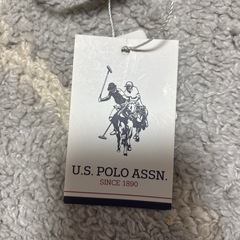 U.S. POLO ASSN.
SINCE 1890